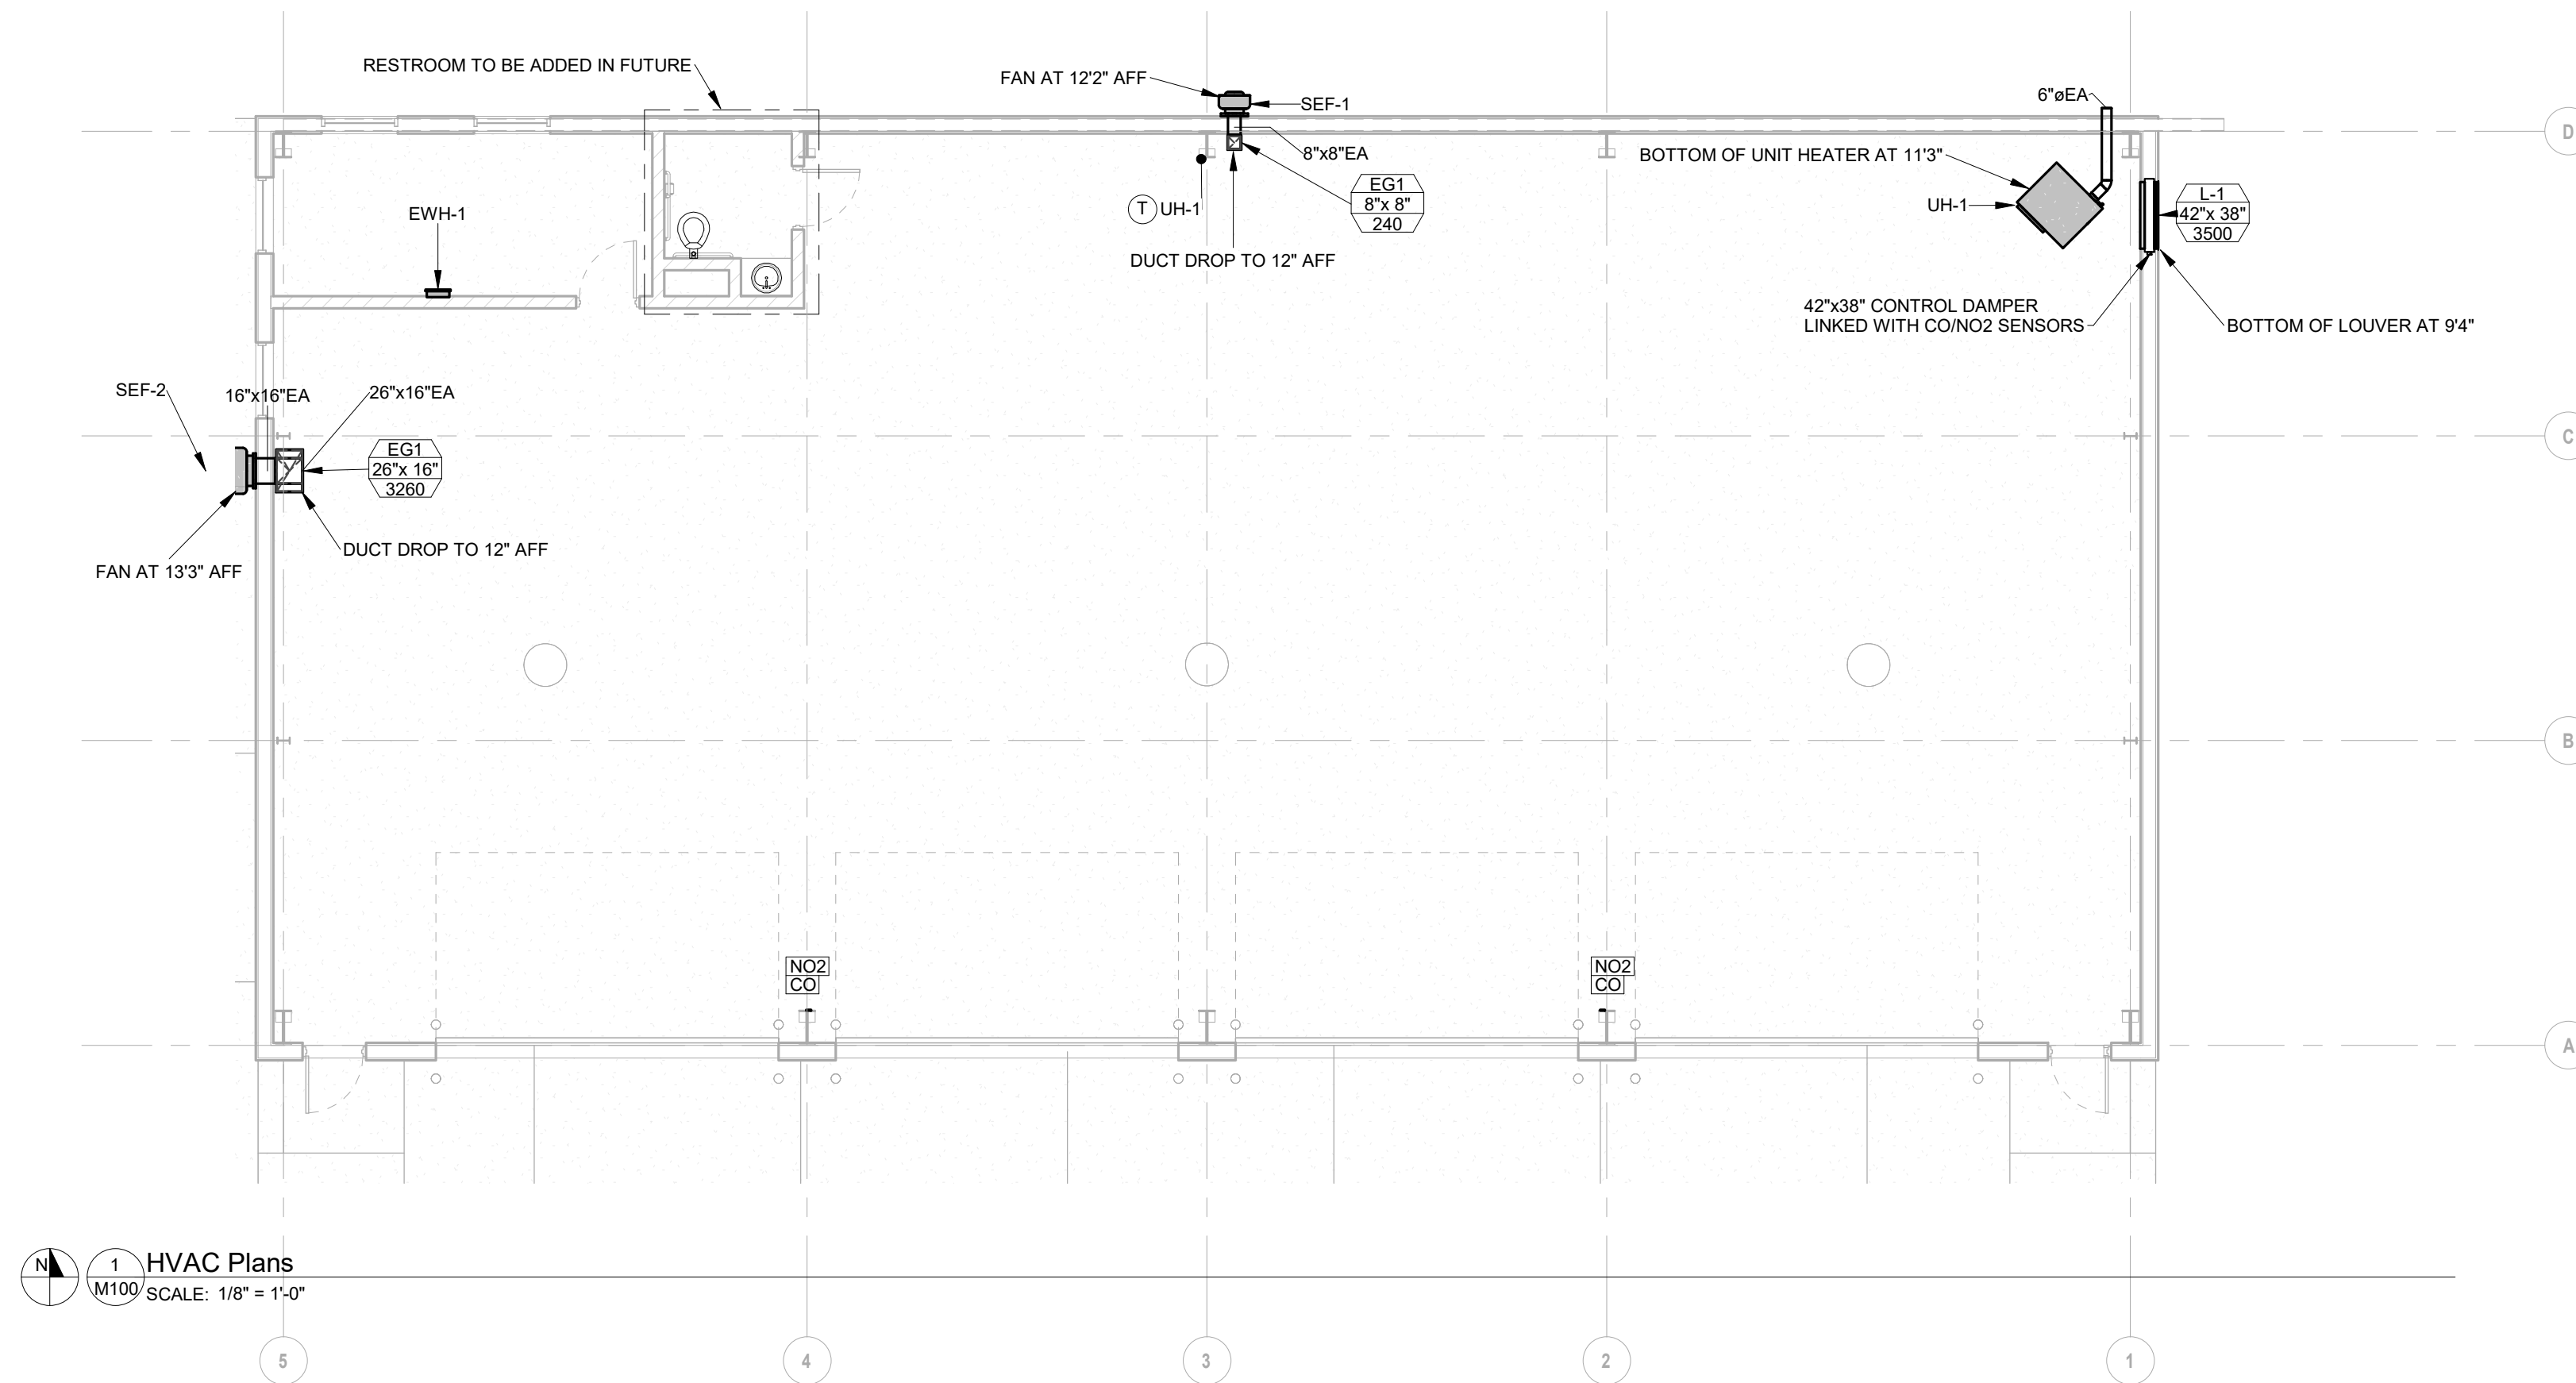 RESTROOM TO BE ADDED IN FUTURE
FAN AT 12'2" AFF
SEF-1
6"øEA
D
8"x8"EA
BOTTOM OF UNIT HEATER AT 11'3"
EG1
8"x 8"
240
L-1
42"x 38"
3500
EWH-1
T
UH-1
UH-1
DUCT DROP TO 12" AFF
42"x38" CONTROL DAMPER
LINKED WITH CO/NO2 SENSORS
BOTTOM OF LOUVER AT 9'4"
SEF-2
16"x16"EA
26"x16"EA
C
EG1
26"x 16"
3260
DUCT DROP TO 12" AFF
FAN AT 13'3" AFF
B
NO2
CO
NO2
CO
A
N
1
M100
HVAC Plans
SCALE: 1/8" = 1'-0"
5
4
3
2
1